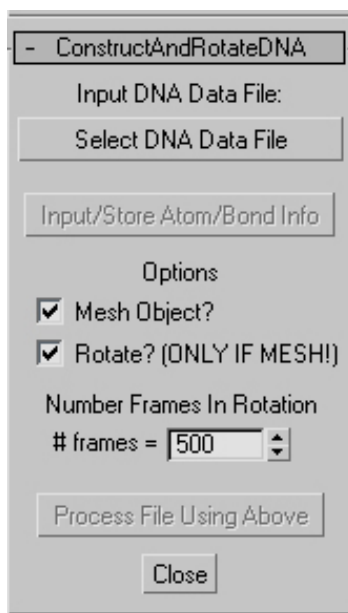 - ConstructAndRotateDNA
Input DNA Data File:
Select DNA Data File
Input/Store Atom/Bond Info
Options
Mesh Object?
Rotate? (ONLY IF MESH!)
Number Frames In Rotation
# frames = 500
Process File Using Above
Close